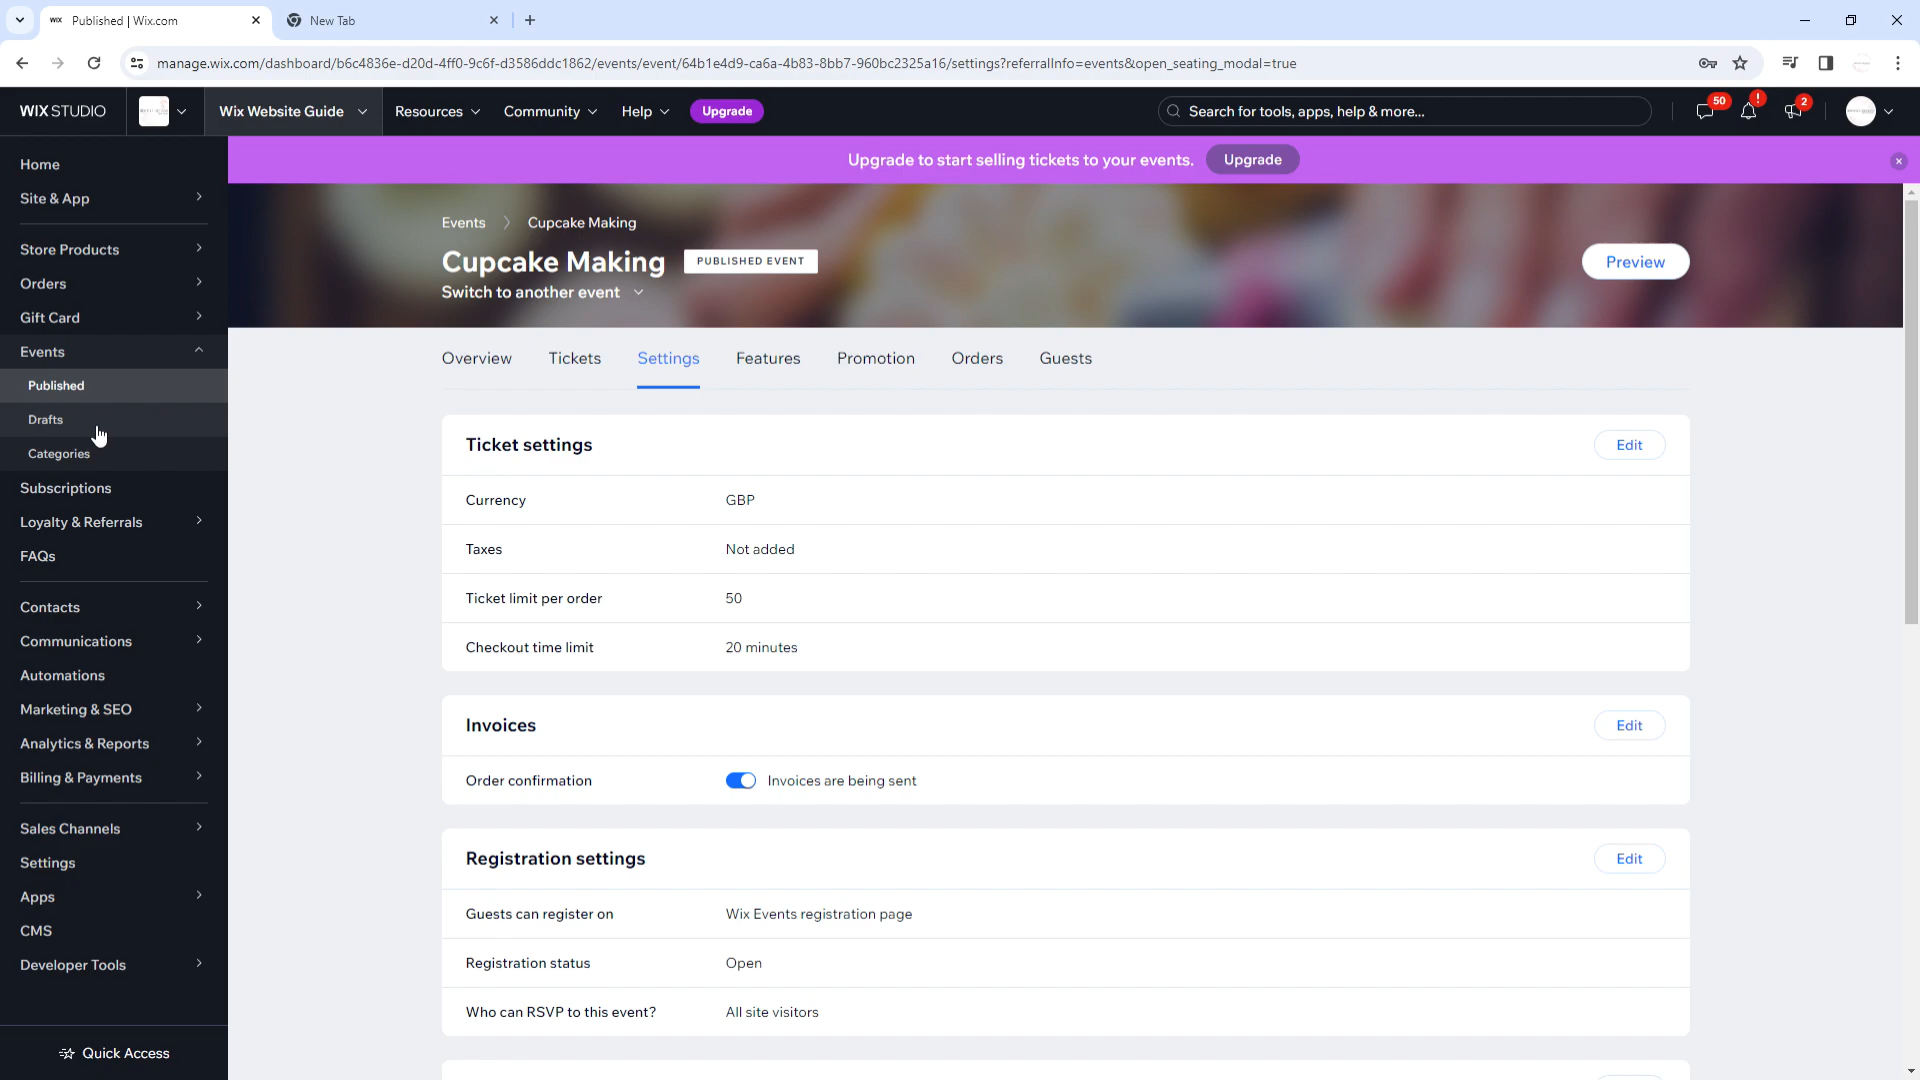 WIX Published | Wix.com
New Tab
manage.wix.com/dashboard/b6c4836e-d20d-4ff0-9c6f-d3586ddc1862/events/event/64b1e4d9-ca6a-4b83-8bb7-960bc2325a16/settings?referralInfo=events&open_seating_modal=true
WIX STUDIO
Wix Website Guide
Resources
Community
Help
Upgrade
Search for tools, apps, help & more...
50
!
2
Home
Site & App
Store Products
Orders
Gift Card
Events
Published
Drafts
Categories
Subscriptions
Loyalty & Referrals
FAQs
Contacts
Communications
Automations
Marketing & SEO
Analytics & Reports
Billing & Payments
Sales Channels
Settings
Apps
CMS
Developer Tools
Quick Access
Upgrade to start selling tickets to your events.
Upgrade
Events
Cupcake Making
Cupcake Making
PUBLISHED EVENT
Switch to another event
Preview
Overview
Tickets
Settings
Features
Promotion
Orders
Guests
Ticket settings
Edit
Currency
GBP
Taxes
Not added
Ticket limit per order
50
Checkout time limit
20 minutes
Invoices
Edit
Order confirmation
Invoices are being sent
Registration settings
Edit
Guests can register on
Wix Events registration page
Registration status
Open
Who can RSVP to this event?
All site visitors